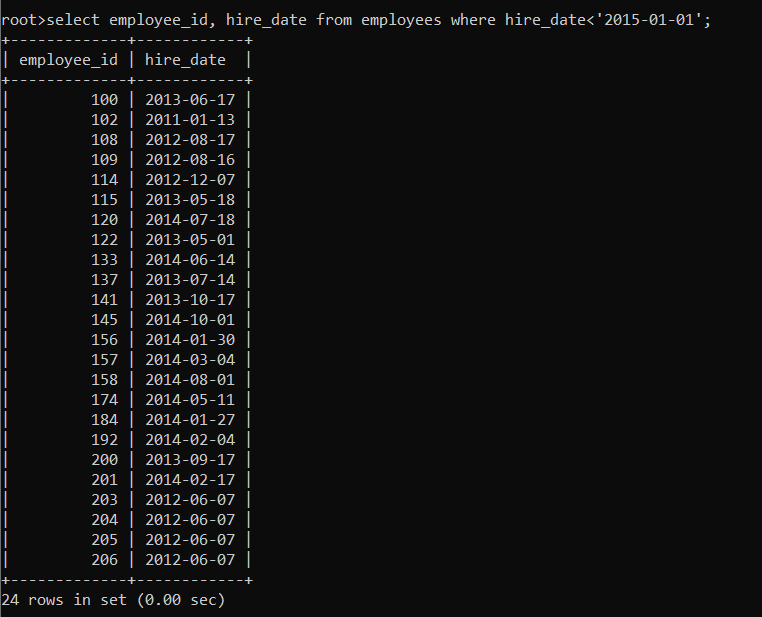 root>select employee_id, hire_date from employees where hire_date<'2015-01-01';
+-------------+------------+
| employee_id | hire_date  |
+-------------+------------+
|         100 | 2013-06-17 |
|         102 | 2011-01-13 |
|         108 | 2012-08-17 |
|         109 | 2012-08-16 |
|         114 | 2012-12-07 |
|         115 | 2013-05-18 |
|         120 | 2014-07-18 |
|         122 | 2013-05-01 |
|         133 | 2014-06-14 |
|         137 | 2013-07-14 |
|         141 | 2013-10-17 |
|         145 | 2014-10-01 |
|         156 | 2014-01-30 |
|         157 | 2014-03-04 |
|         158 | 2014-08-01 |
|         174 | 2014-05-11 |
|         184 | 2014-01-27 |
|         192 | 2014-02-04 |
|         200 | 2013-09-17 |
|         201 | 2014-02-17 |
|         203 | 2012-06-07 |
|         204 | 2012-06-07 |
|         205 | 2012-06-07 |
|         206 | 2012-06-07 |
+-------------+------------+
24 rows in set (0.00 sec)